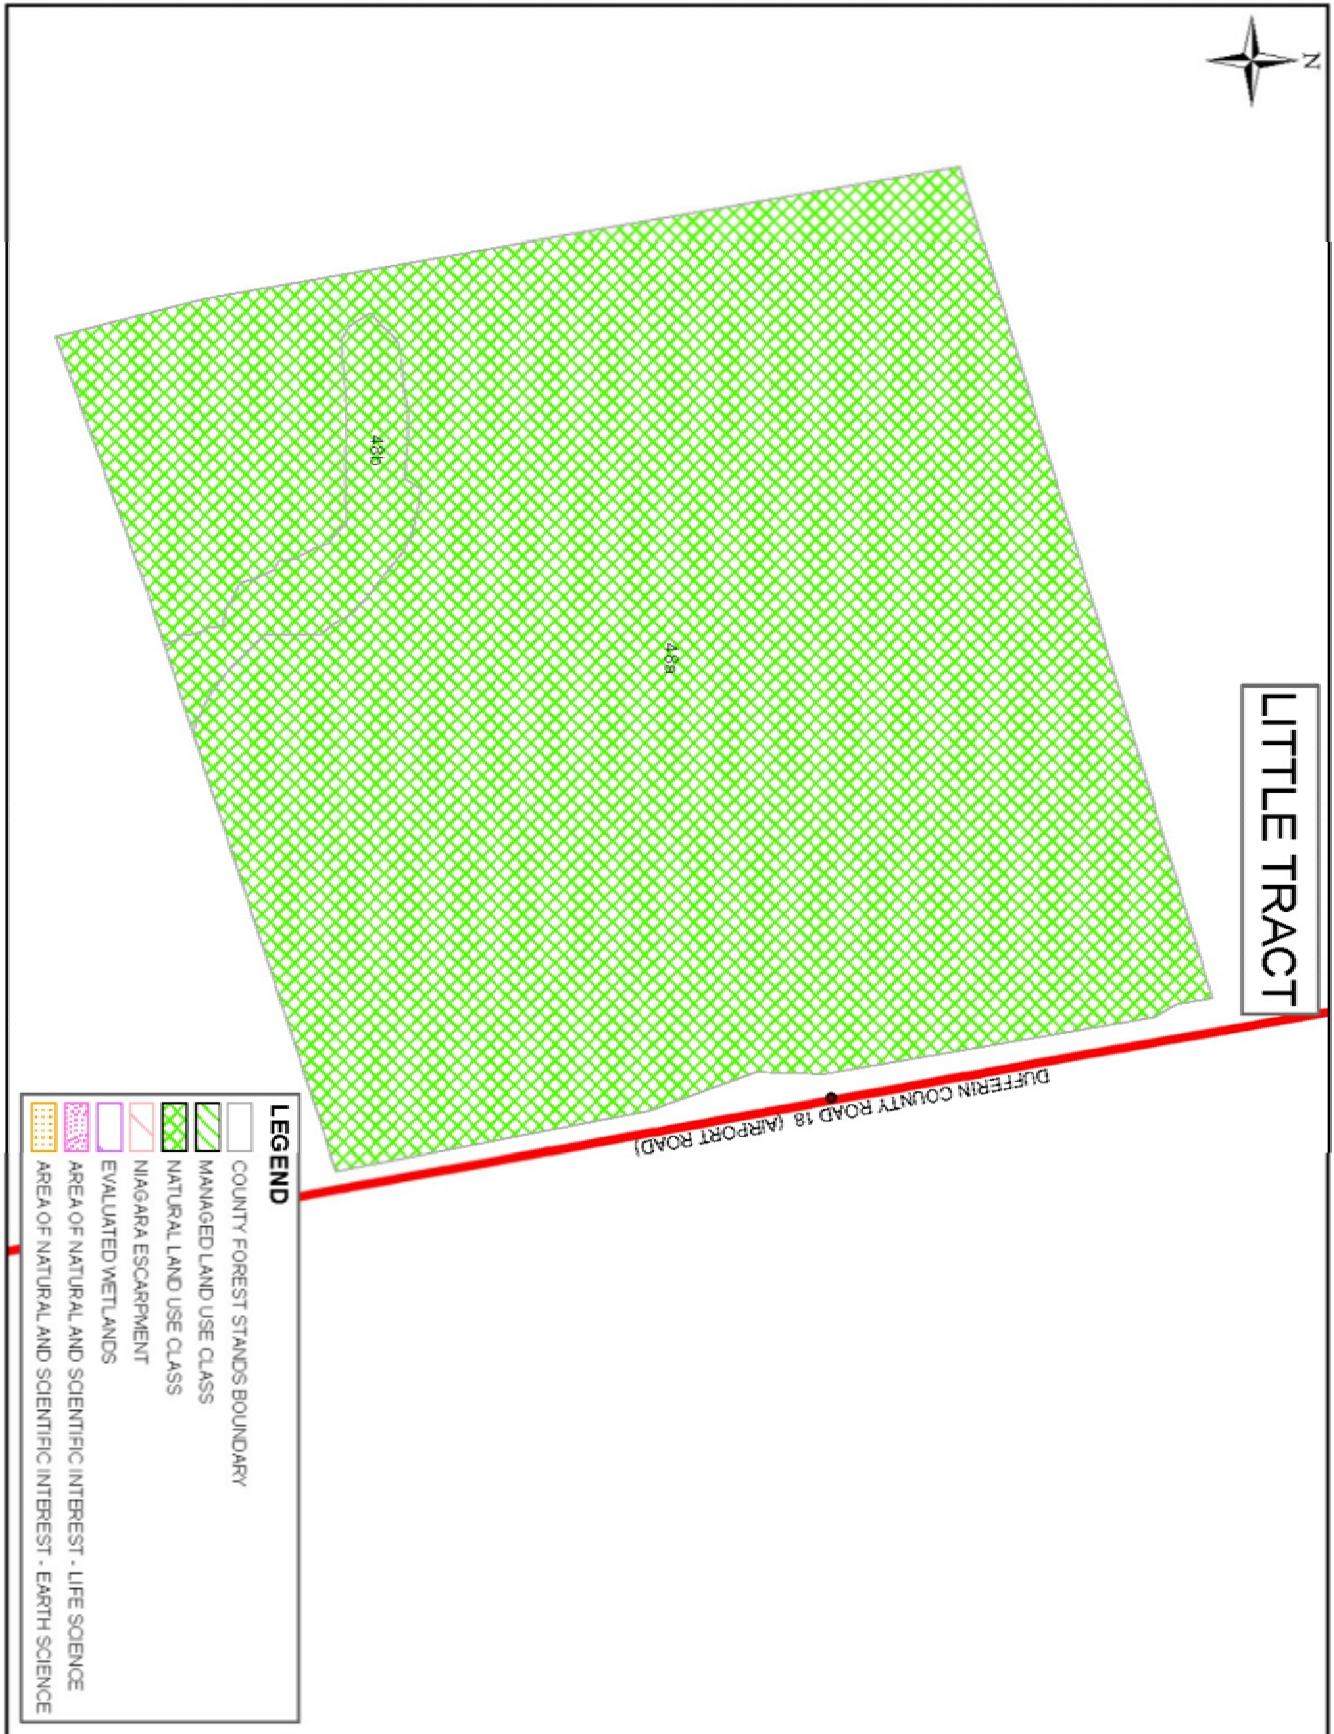 N
LITTLE TRACT
48a
48b
DUFFERIN COUNTY ROAD 18 (AIRPORT ROAD)
LEGEND
COUNTY FOREST STANDS BOUNDARY
MANAGED LAND USE CLASS
NATURAL LAND USE CLASS
NIAGARA ESCARPMENT
EVALUATED WETLANDS
AREA OF NATURAL AND SCIENTIFIC INTEREST - LIFE SCIENCE
AREA OF NATURAL AND SCIENTIFIC INTEREST - EARTH SCIENCE